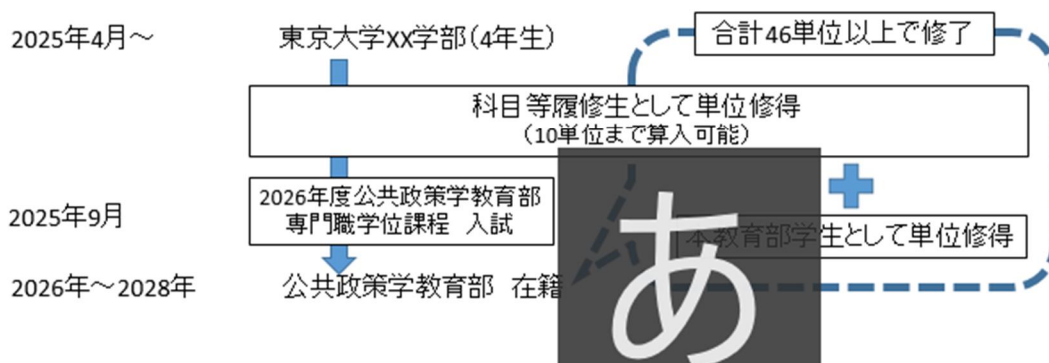 2025年4月～
東京大学XX学部(4年生)
合計46単位以上で修了
科目等履修生として単位修得
(10単位まで算入可能)
2025年9月
2026年度公共政策学教育部
専門職学位課程 入試
本教育部学生として単位修得
2026年～2028年
公共政策学教育部 在籍
あ